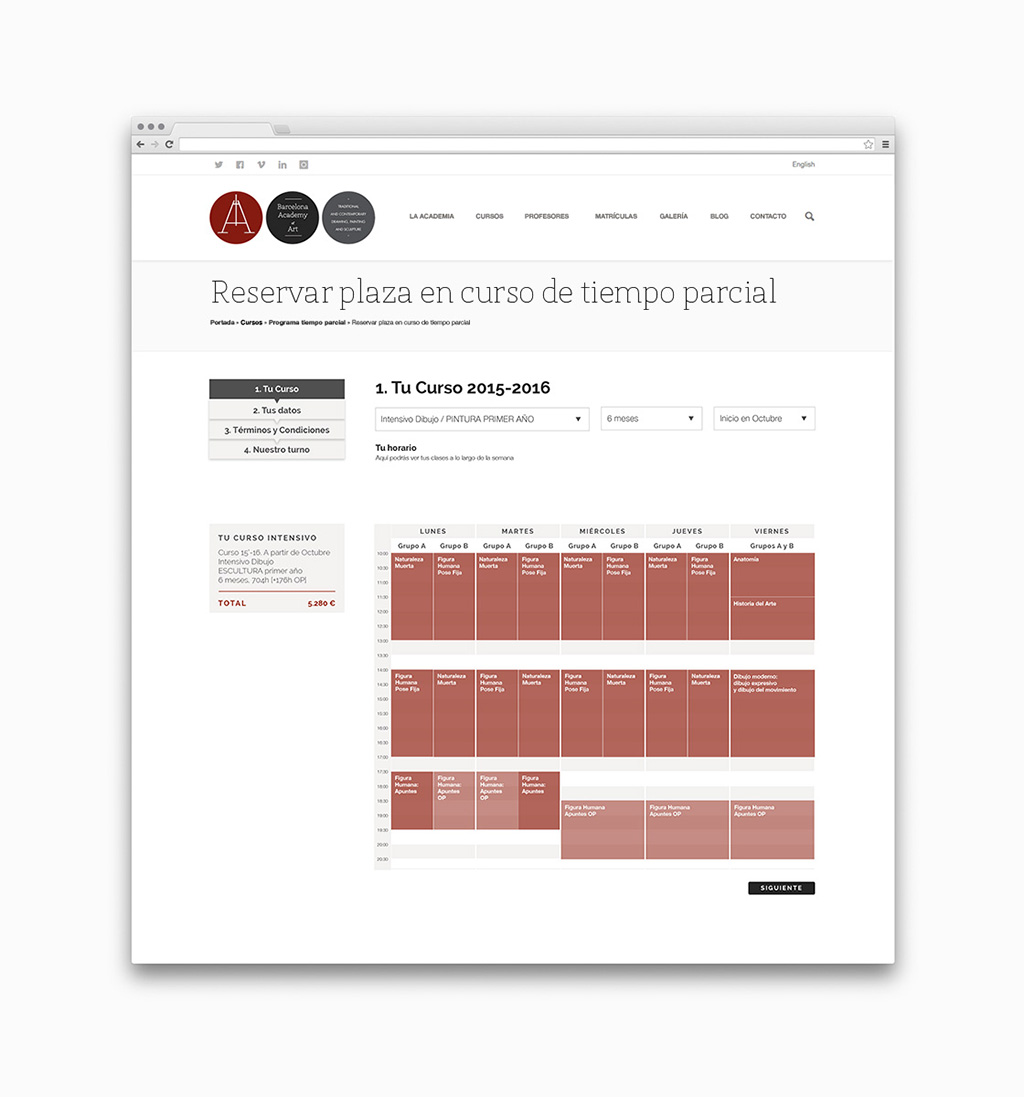 English
Barcelona
Academy
of
Art
TRADITIONAL
AND CONTEMPORARY
DRAWING, PAINTING
AND SCULPTURE
LA ACADEMIA CURSOS PROFESORES MATRÍCULAS GALERÍA BLOG CONTACTO
Reservar plaza en curso de tiempo parcial
Portada » Cursos » Programa tiempo parcial » Reservar plaza en curso de tiempo parcial
1. Tu Curso
2. Tus datos
3. Términos y Condiciones
4. Nuestro turno
1. Tu Curso 2015-2016
Intensivo Dibujo / PINTURA PRIMER AÑO 6 meses Inicio en Octubre
Tu horario
Aquí podrás ver tus clases a lo largo de la semana
TU CURSO INTENSIVO
Curso 15'-16. A partir de Octubre
Intensivo Dibujo
ESCULTURA primer año
6 meses. 704h [+176h OP]
TOTAL 5.280 €
LUNES MARTES MIÉRCOLES JUEVES VIERNES
Grupo A Grupo B Grupo A Grupo B Grupo A Grupo B Grupo A Grupo B Grupos A y B
10:00
10:30
11:00
11:30
12:00
12:30
13:00
13:30
14:00
14:30
15:00
15:30
16:00
16:30
17:00
17:30
18:00
18:30
19:00
19:30
20:00
20:30
Naturaleza
Muerta
Figura
Humana
Pose Fija
Naturaleza
Muerta
Figura
Humana
Pose Fija
Naturaleza
Muerta
Figura
Humana
Pose Fija
Naturaleza
Muerta
Figura
Humana
Pose Fija
Anatomía
Historia del Arte
Figura
Humana
Pose Fija
Naturaleza
Muerta
Figura
Humana
Pose Fija
Naturaleza
Muerta
Figura
Humana
Pose Fija
Naturaleza
Muerta
Figura
Humana
Pose Fija
Naturaleza
Muerta
Dibujo moderno:
dibujo expresivo
y dibujo del movimiento
Figura
Humana:
Apuntes
Figura
Humana:
Apuntes
OP
Figura
Humana:
Apuntes
OP
Figura
Humana:
Apuntes
Figura Humana
Apuntes OP
Figura Humana
Apuntes OP
Figura Humana
Apuntes OP
SIGUIENTE